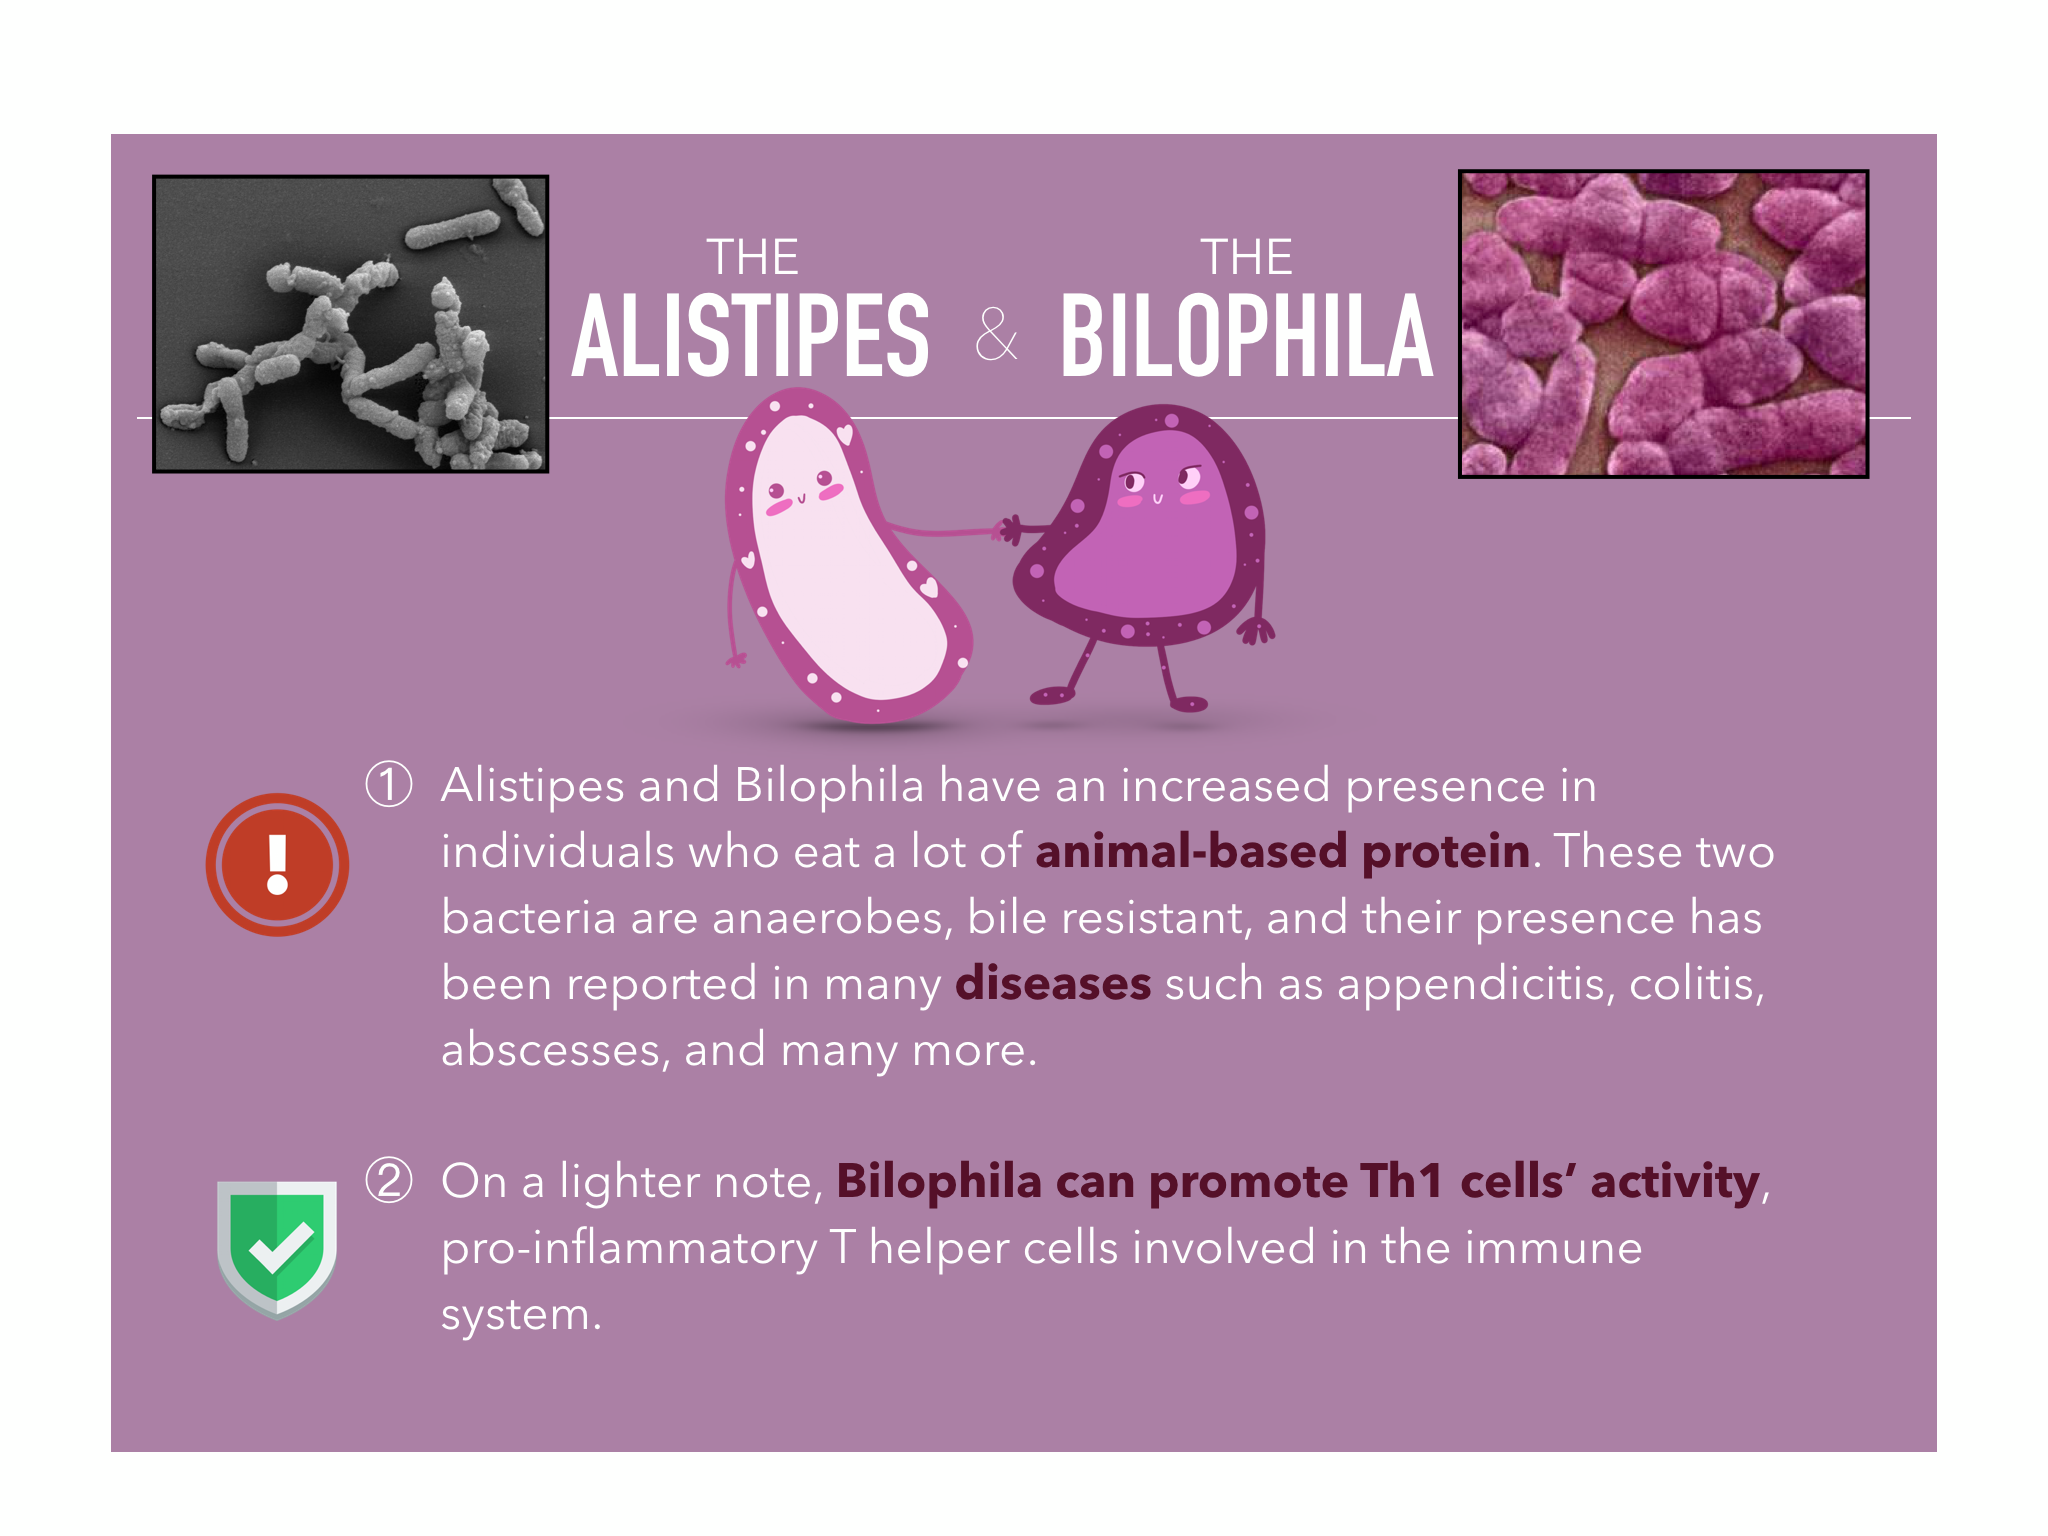 THE
ALISTIPES
&
THE
BILOPHILA
① Alistipes and Bilophila have an increased presence in
individuals who eat a lot of animal-based protein. These two
bacteria are anaerobes, bile resistant, and their presence has
been reported in many diseases such as appendicitis, colitis,
abscesses, and many more.
② On a lighter note, Bilophila can promote Th1 cells’ activity,
pro-inflammatory T helper cells involved in the immune
system.